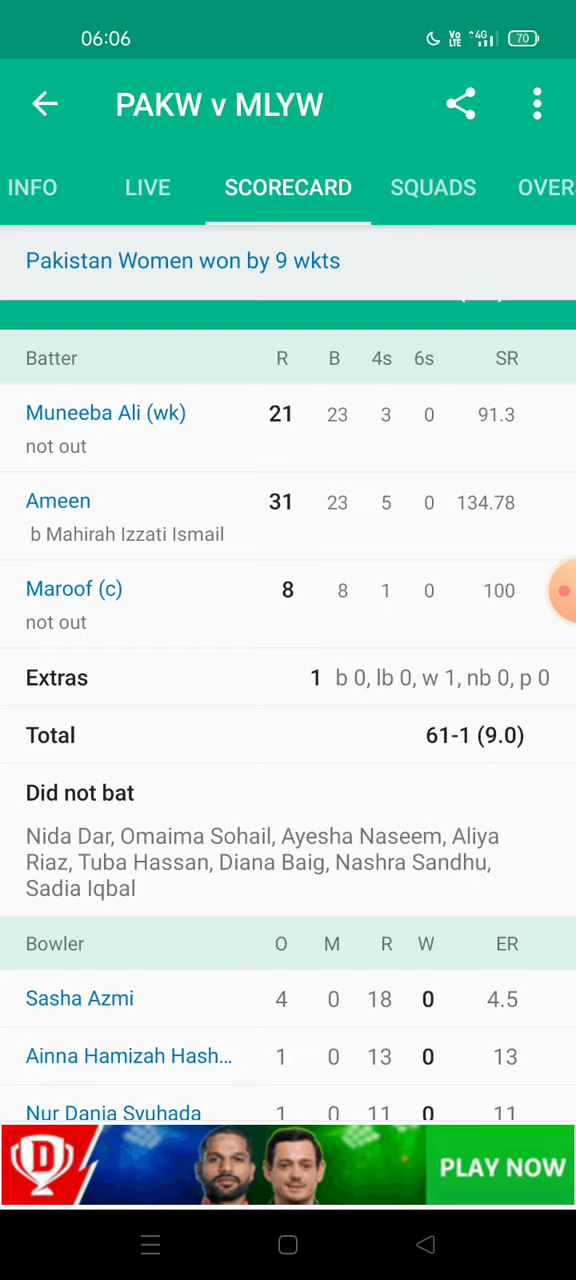 06:06
Vo LTE 4G 70
PAKW v MLYW
INFO LIVE SCORECARD SQUADS OVER
Pakistan Women won by 9 wkts
Batter R B 4s 6s SR
Muneeba Ali (wk) 21 23 3 0 91.3
not out
Ameen 31 23 5 0 134.78
b Mahirah Izzati Ismail
Maroof (c) 8 8 1 0 100
not out
Extras 1 b 0, lb 0, w 1, nb 0, p 0
Total 61-1 (9.0)
Did not bat
Nida Dar, Omaima Sohail, Ayesha Naseem, Aliya
Riaz, Tuba Hassan, Diana Baig, Nashra Sandhu,
Sadia Iqbal
Bowler O M R W ER
Sasha Azmi 4 0 18 0 4.5
Ainna Hamizah Hash... 1 0 13 0 13
Nur Dania Syuhada 1 0 11 0 11
D PLAY NOW